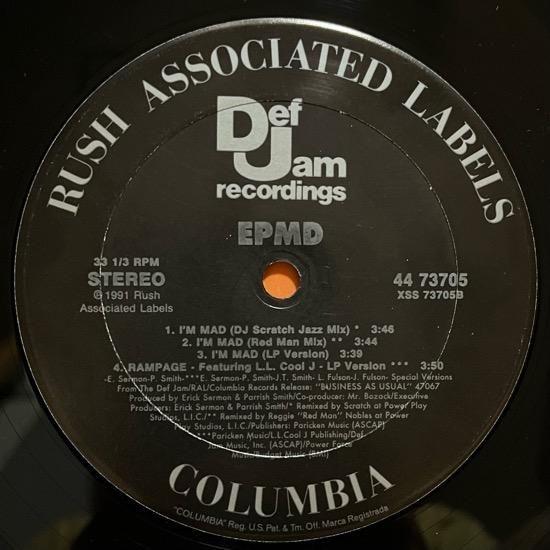 RUSH ASSOCIATED LABELS
Def
Jam
recordings
EPMD
33 1/3 RPM
STEREO
℗ 1991 Rush
Associated Labels
44 73705
XSS 73705B
1. I'M MAD (DJ Scratch Jazz Mix) * 3:46
2. I'M MAD (Red Man Mix) ** 3:44
3. I'M MAD (LP Version) 3:39
4. RAMPAGE - Featuring L.L. Cool J - LP Version *** 3:50
-E. Sermon-P. Smith-***E. Sermon-P. Smith-J.T. Smith- L. Fulson-J. Fulson- Special Versions
From The Def Jam/RAL/Columbia Records Release: "BUSINESS AS USUAL" 47067
Produced by Erick Sermon & Parrish Smith/Co-producer: Mr. Bozack/Executive
Producers: Erick Sermon & Parrish Smith/* Remixed by Scratch at Power Play
Studios, L.I.C./** Remixed by Reggie "Red Man" Nobles at Power
Play Studios, L.I.C./Publishers: Paricken Music (ASCAP)
***Paricken Music/L.L.Cool J Publishing/Def
Jam Music, Inc. (ASCAP)/Power Force
Music/Budget Music (BMI)
COLUMBIA
"COLUMBIA" Reg. U.S. Pat. & Tm. Off. Marca Registrada